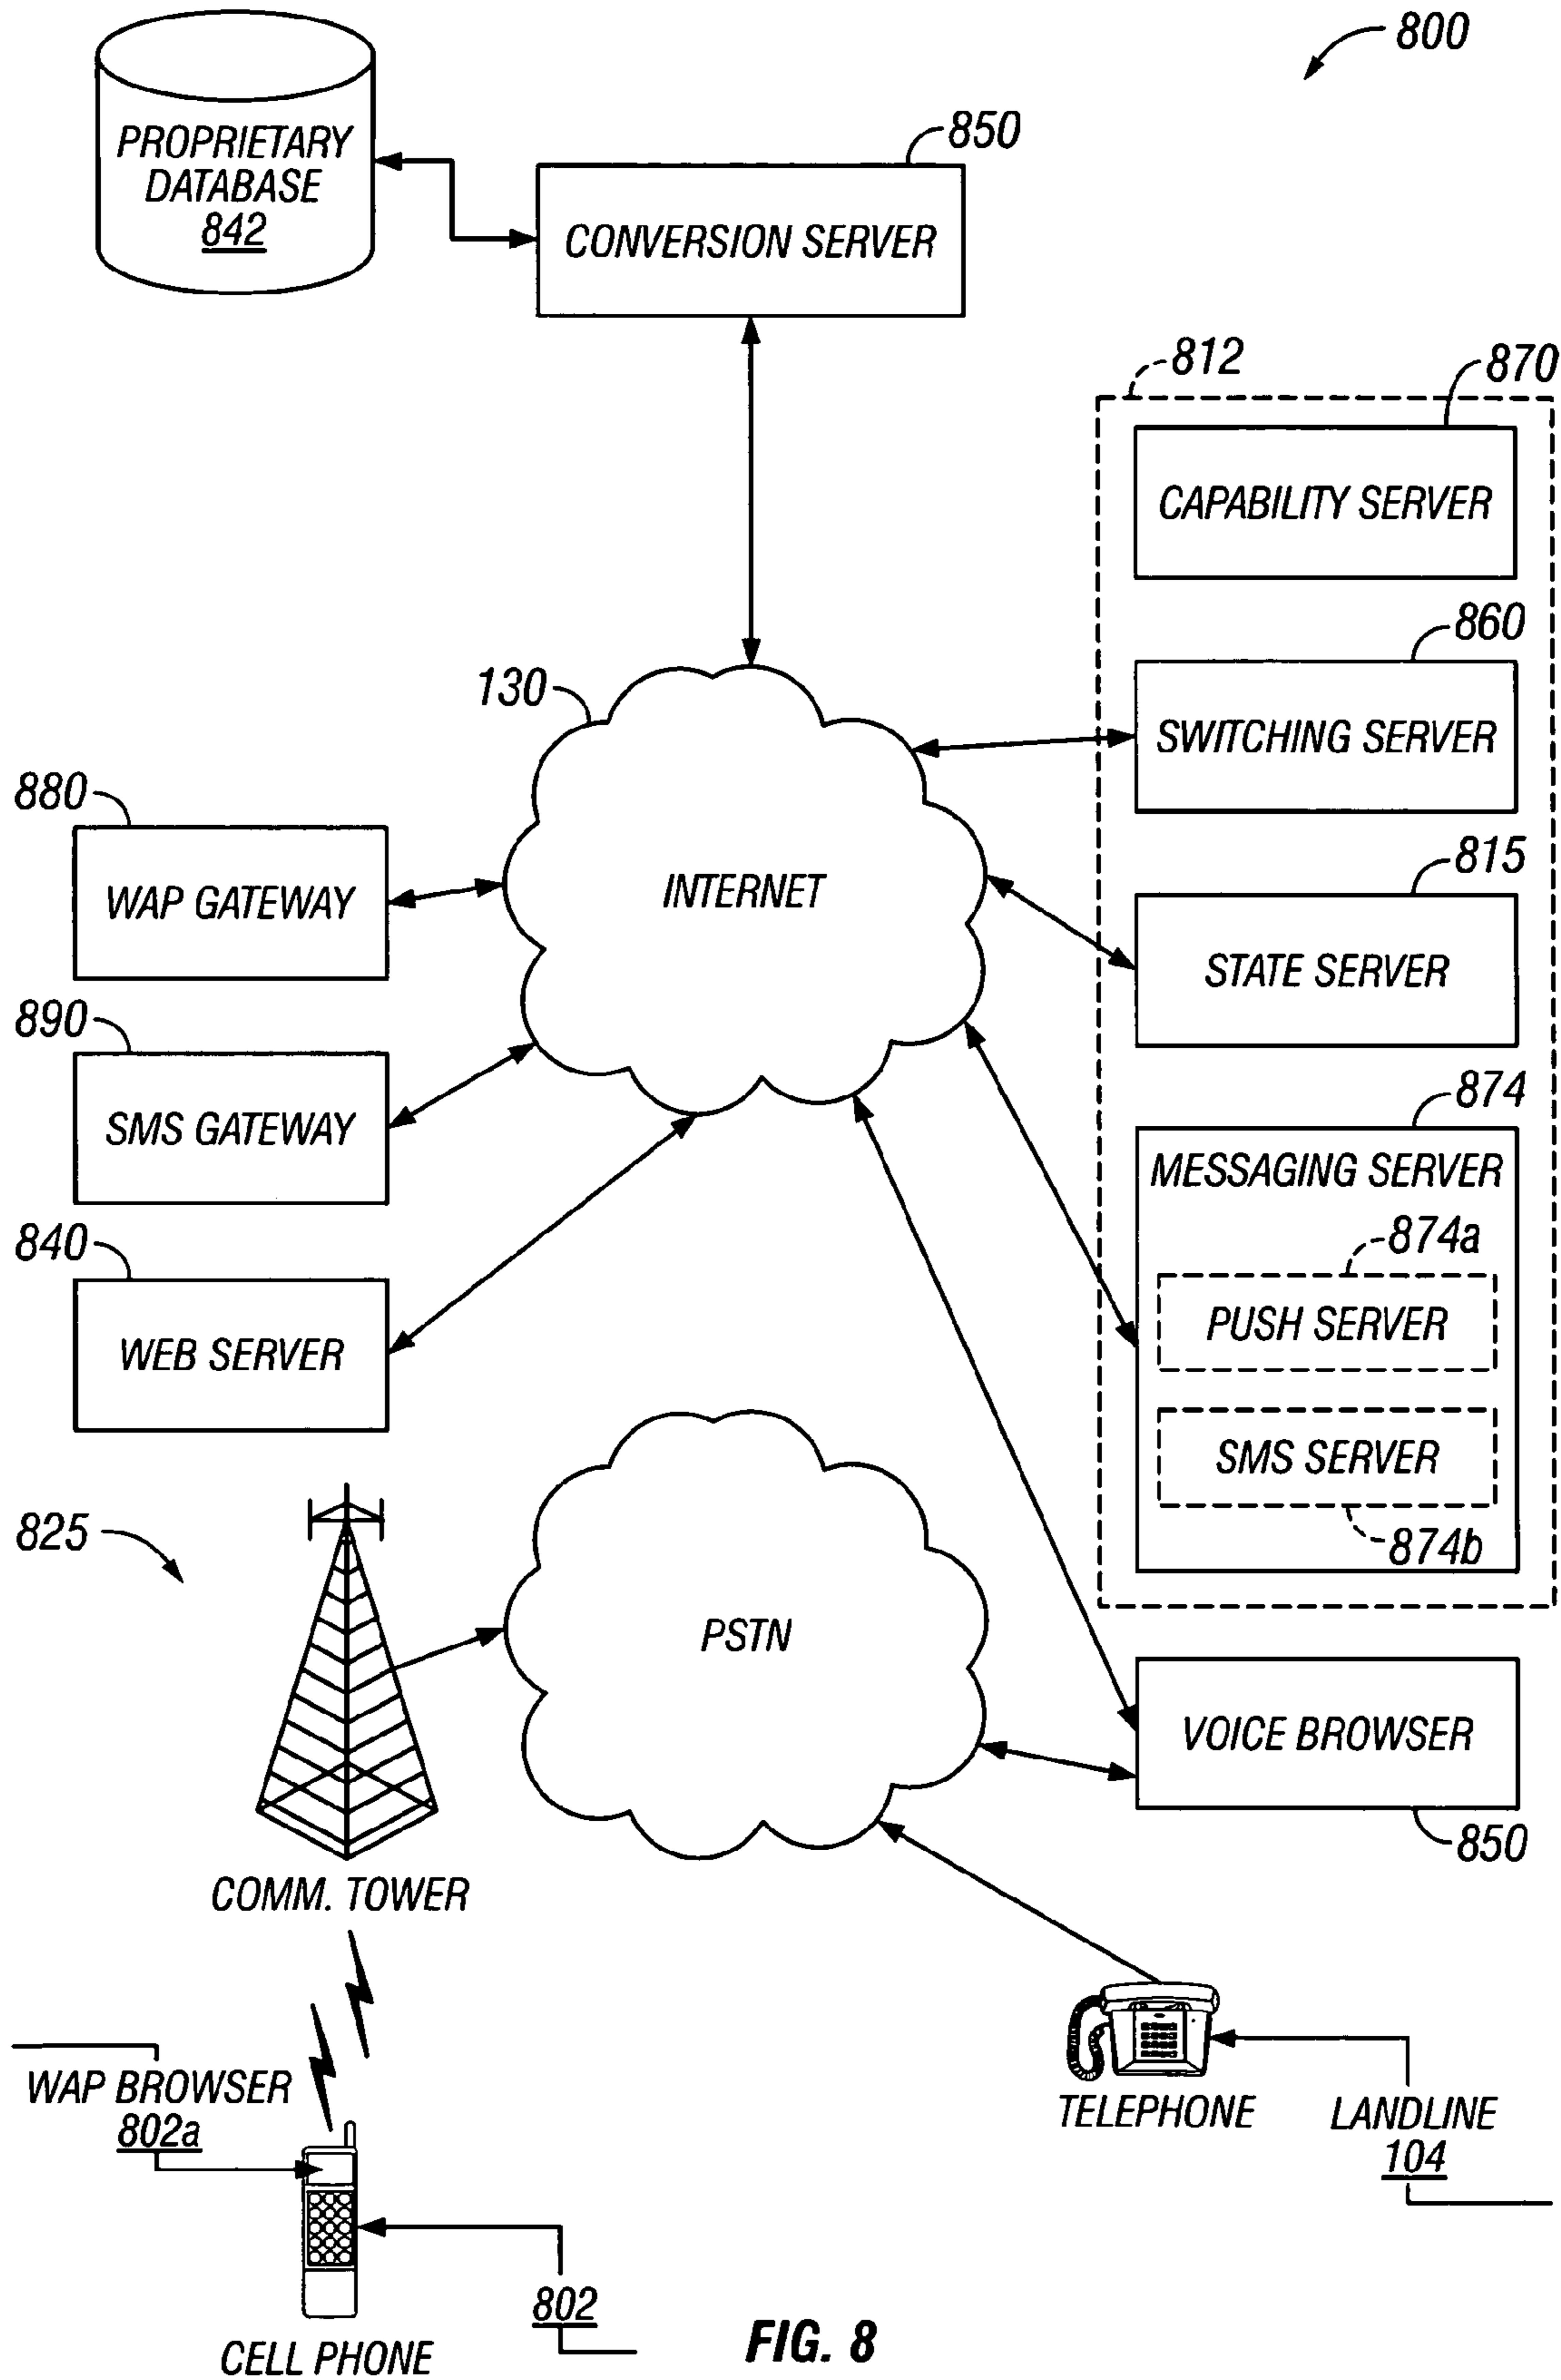 800
PROPRIETARY
DATABASE
842
850
CONVERSION SERVER
812
870
CAPABILITY SERVER
860
SWITCHING SERVER
130
INTERNET
880
WAP GATEWAY
815
STATE SERVER
890
SMS GATEWAY
874
MESSAGING SERVER
874a
PUSH SERVER
SMS SERVER
874b
840
WEB SERVER
825
PSTN
VOICE BROWSER
850
COMM. TOWER
WAP BROWSER
802a
TELEPHONE
LANDLINE
104
802
CELL PHONE
FIG. 8